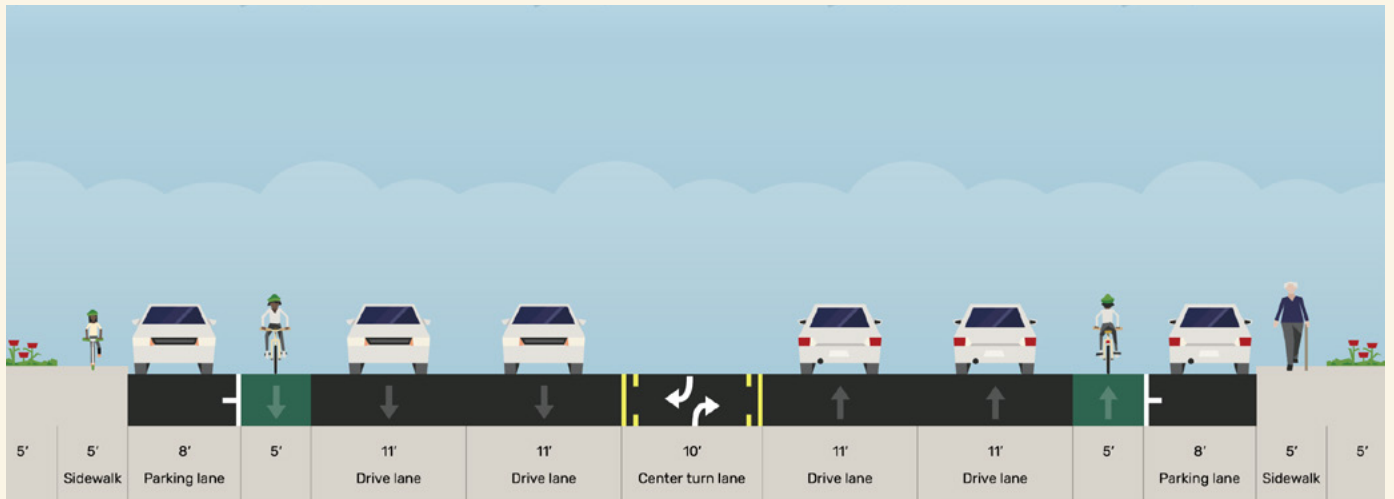 5′ 5′ 8′ 5′ 11′ 11′ 10′ 11′ 11′ 5′ 8′ 5′ 5′
Sidewalk Parking lane Drive lane Drive lane Center turn lane Drive lane Drive lane Parking lane Sidewalk